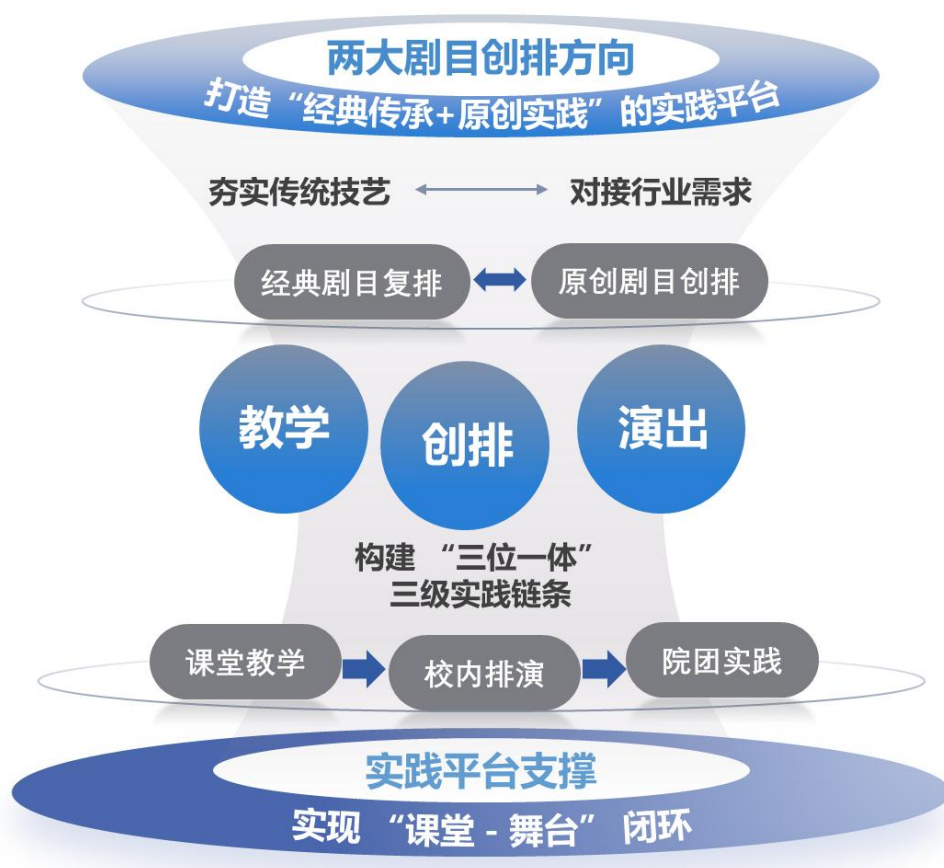 两大剧目创排方向
打造“经典传承+原创实践”的实践平台
夯实传统技艺 对接行业需求
经典剧目复排 原创剧目创排
教学 创排 演出
构建 “三位一体”
三级实践链条
课堂教学 校内排演 院团实践
实践平台支撑
实现 “课堂 - 舞台” 闭环